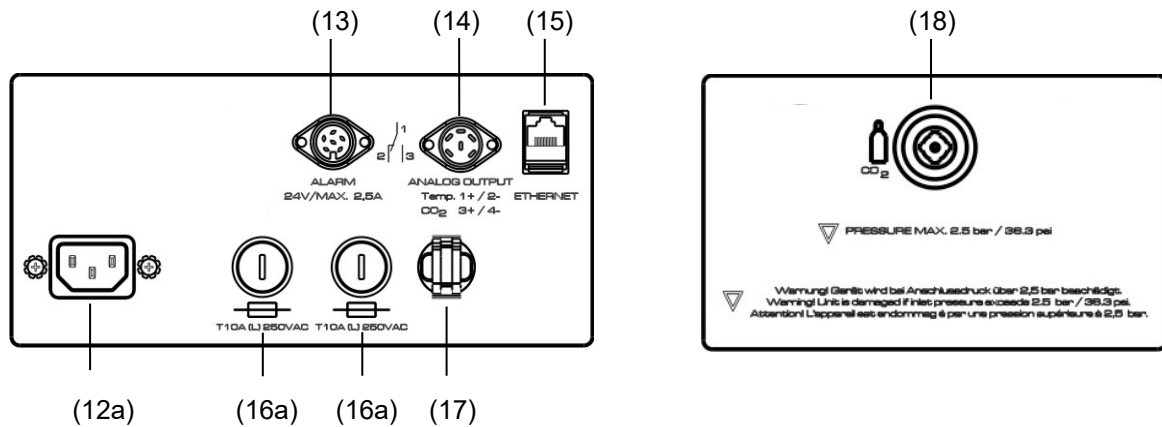 (13) (14) (15) (18)
1
2 3
ALARM ANALOG OUTPUT
24V/MAX. 2,5A Temp. 1+/2- ETHERNET
CO2 3+/4-
CO2
PRESSURE MAX. 2.5 bar / 36.3 psi
Warnung! Gerät wird bei Anschlussdruck über 2,5 bar beschädigt.
Warning! Unit is damaged if inlet pressure exceeds 2.5 bar / 36.3 psi.
Attention! L'appareil est endommag é par une pression supérieure à 2,5 bar.
T10A (L) 250VAC T10A (L) 250VAC
(12a) (16a) (16a) (17)